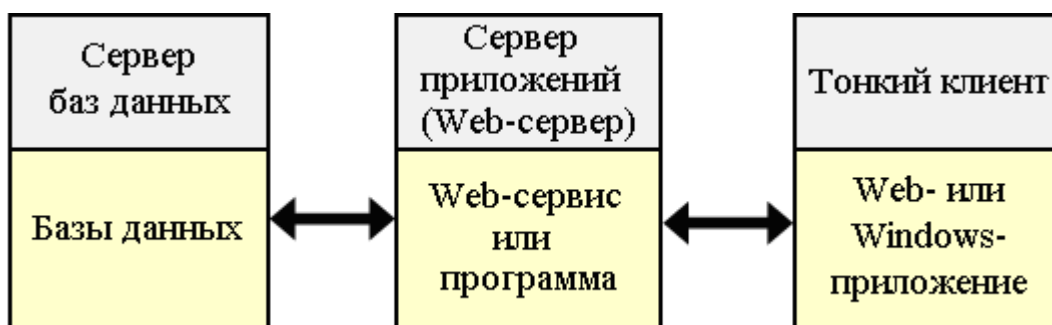 Сервер
баз данных
Базы данных
Сервер
приложений
(Web-сервер)
Web-сервис
или
программа
Тонкий клиент
Web- или
Windows-
приложение